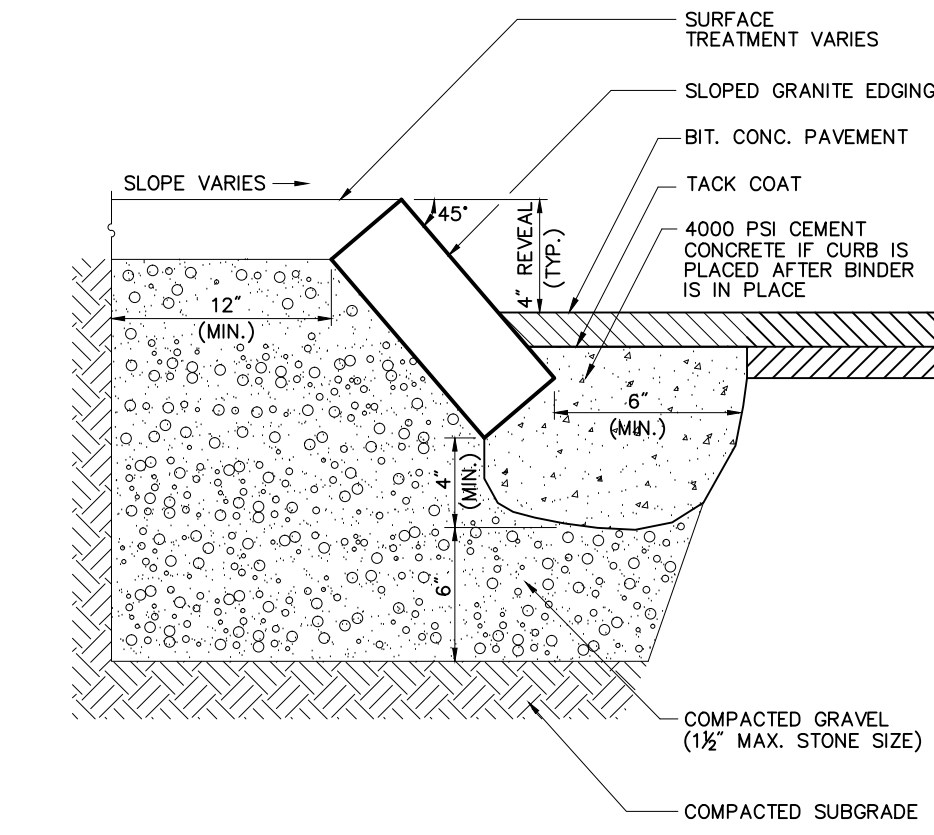 SURFACE
TREATMENT VARIES
SLOPED GRANITE EDGING
BIT. CONC. PAVEMENT
SLOPE VARIES
TACK COAT
45°
4" REVEAL
(TYP.)
4000 PSI CEMENT
CONCRETE IF CURB IS
PLACED AFTER BINDER
IS IN PLACE
12"
(MIN.)
6"
(MIN.)
4"
(MIN.)
6"
COMPACTED GRAVEL
(1½" MAX. STONE SIZE)
COMPACTED SUBGRADE